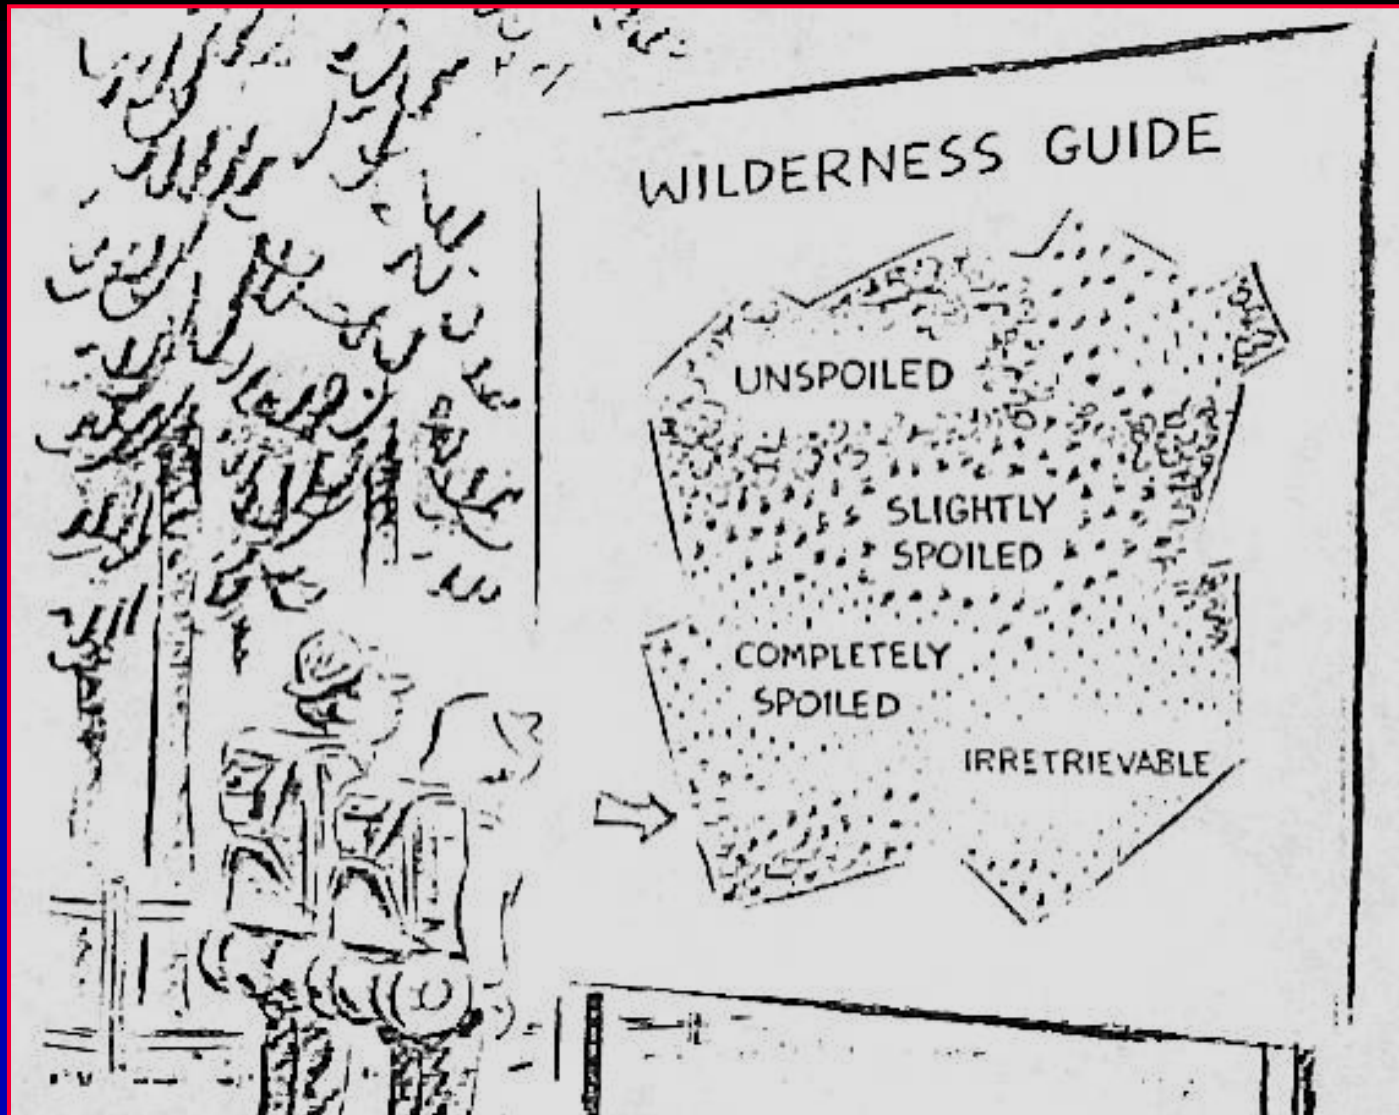 WILDERNESS GUIDE
UNSPOILED
SLIGHTLY
SPOILED
COMPLETELY
SPOILED
IRRETRIEVABLE